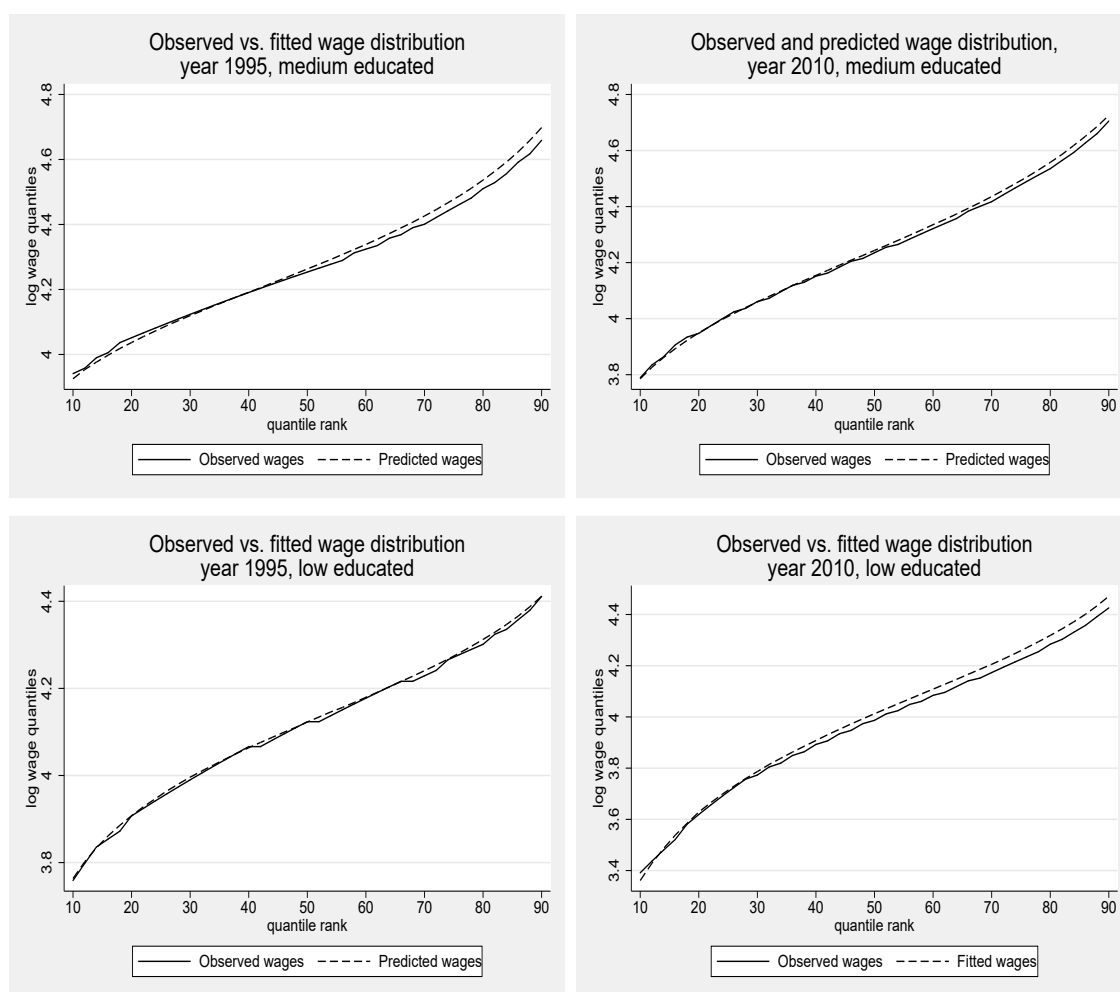 Observed vs. fitted wage distribution
year 1995, medium educated
log wage quantiles
4.8
4.6
4.4
4.2
4
10 20 30 40 50 60 70 80 90
quantile rank
Observed wages Predicted wages
Observed and predicted wage distribution,
year 2010, medium educated
log wage quantiles
4.8
4.6
4.4
4.2
4
3.8
10 20 30 40 50 60 70 80 90
quantile rank
Observed wages Predicted wages
Observed vs. fitted wage distribution
year 1995, low educated
log wage quantiles
4.4
4.2
4
3.8
10 20 30 40 50 60 70 80 90
quantile rank
Observed wages Predicted wages
Observed vs. fitted wage distribution
year 2010, low educated
log wage quantiles
4.4
4.2
4
3.8
3.6
3.4
10 20 30 40 50 60 70 80 90
quantile rank
Observed wages Fitted wages